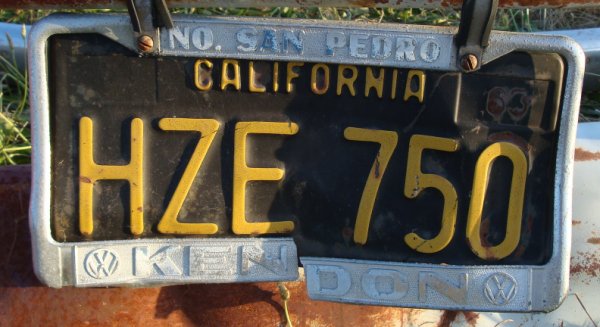 NO. SAN PEDRO
CALIFORNIA
HZE 750
KEN DON